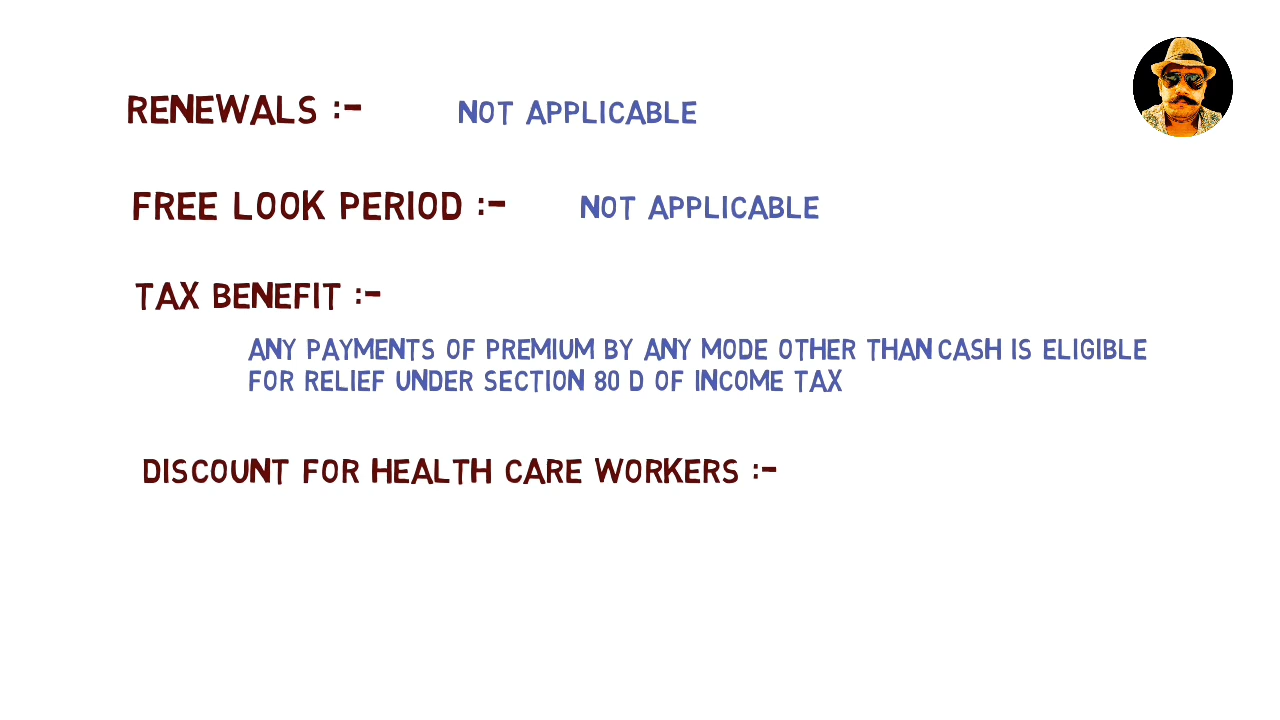 RENEWALS :- NOT APPLICABLE
FREE LOOK PERIOD :- NOT APPLICABLE
TAX BENEFIT :-
ANY PAYMENTS OF PREMIUM BY ANY MODE OTHER THAN CASH IS ELIGIBLE
FOR RELIEF UNDER SECTION 80 D OF INCOME TAX
DISCOUNT FOR HEALTH CARE WORKERS :-